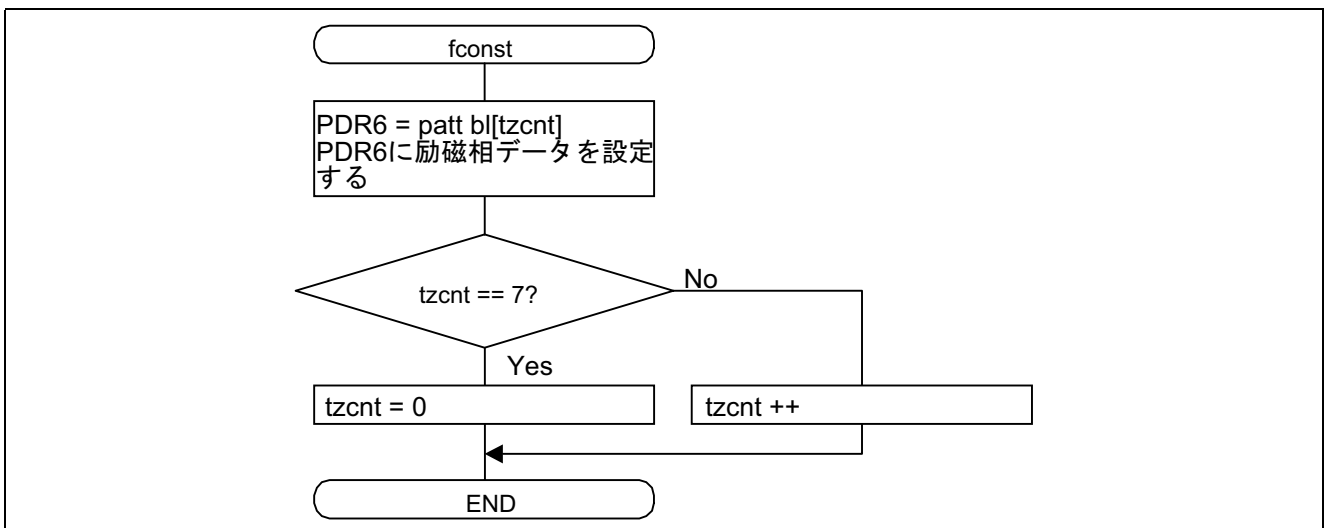 fconst
PDR6 = patt bl[tzcnt]
PDR6に励磁相データを設定
する
tzcnt == 7?
No
Yes
tzcnt = 0
tzcnt ++
END